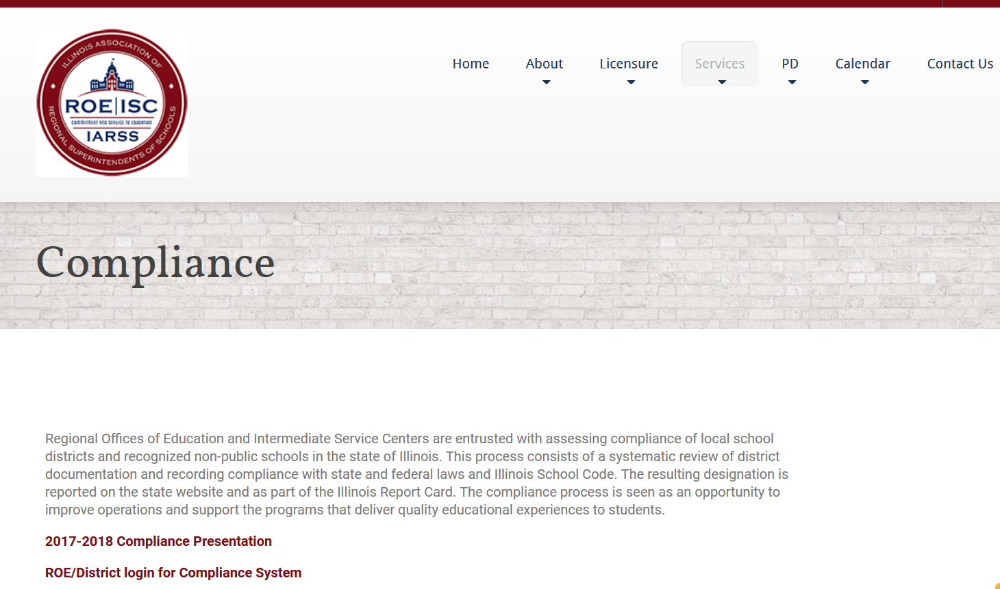 ILLINOIS ASSOCIATION OF
ROE|ISC
COMMITMENT AND SERVICE TO EDUCATION
IARSS
REGIONAL SUPERINTENDENTS OF SCHOOLS
Home About Licensure Services PD Calendar Contact Us
Compliance
Regional Offices of Education and Intermediate Service Centers are entrusted with assessing compliance of local school
districts and recognized non-public schools in the state of Illinois. This process consists of a systematic review of district
documentation and recording compliance with state and federal laws and Illinois School Code. The resulting designation is
reported on the state website and as part of the Illinois Report Card. The compliance process is seen as an opportunity to
improve operations and support the programs that deliver quality educational experiences to students.
2017-2018 Compliance Presentation
ROE/District login for Compliance System